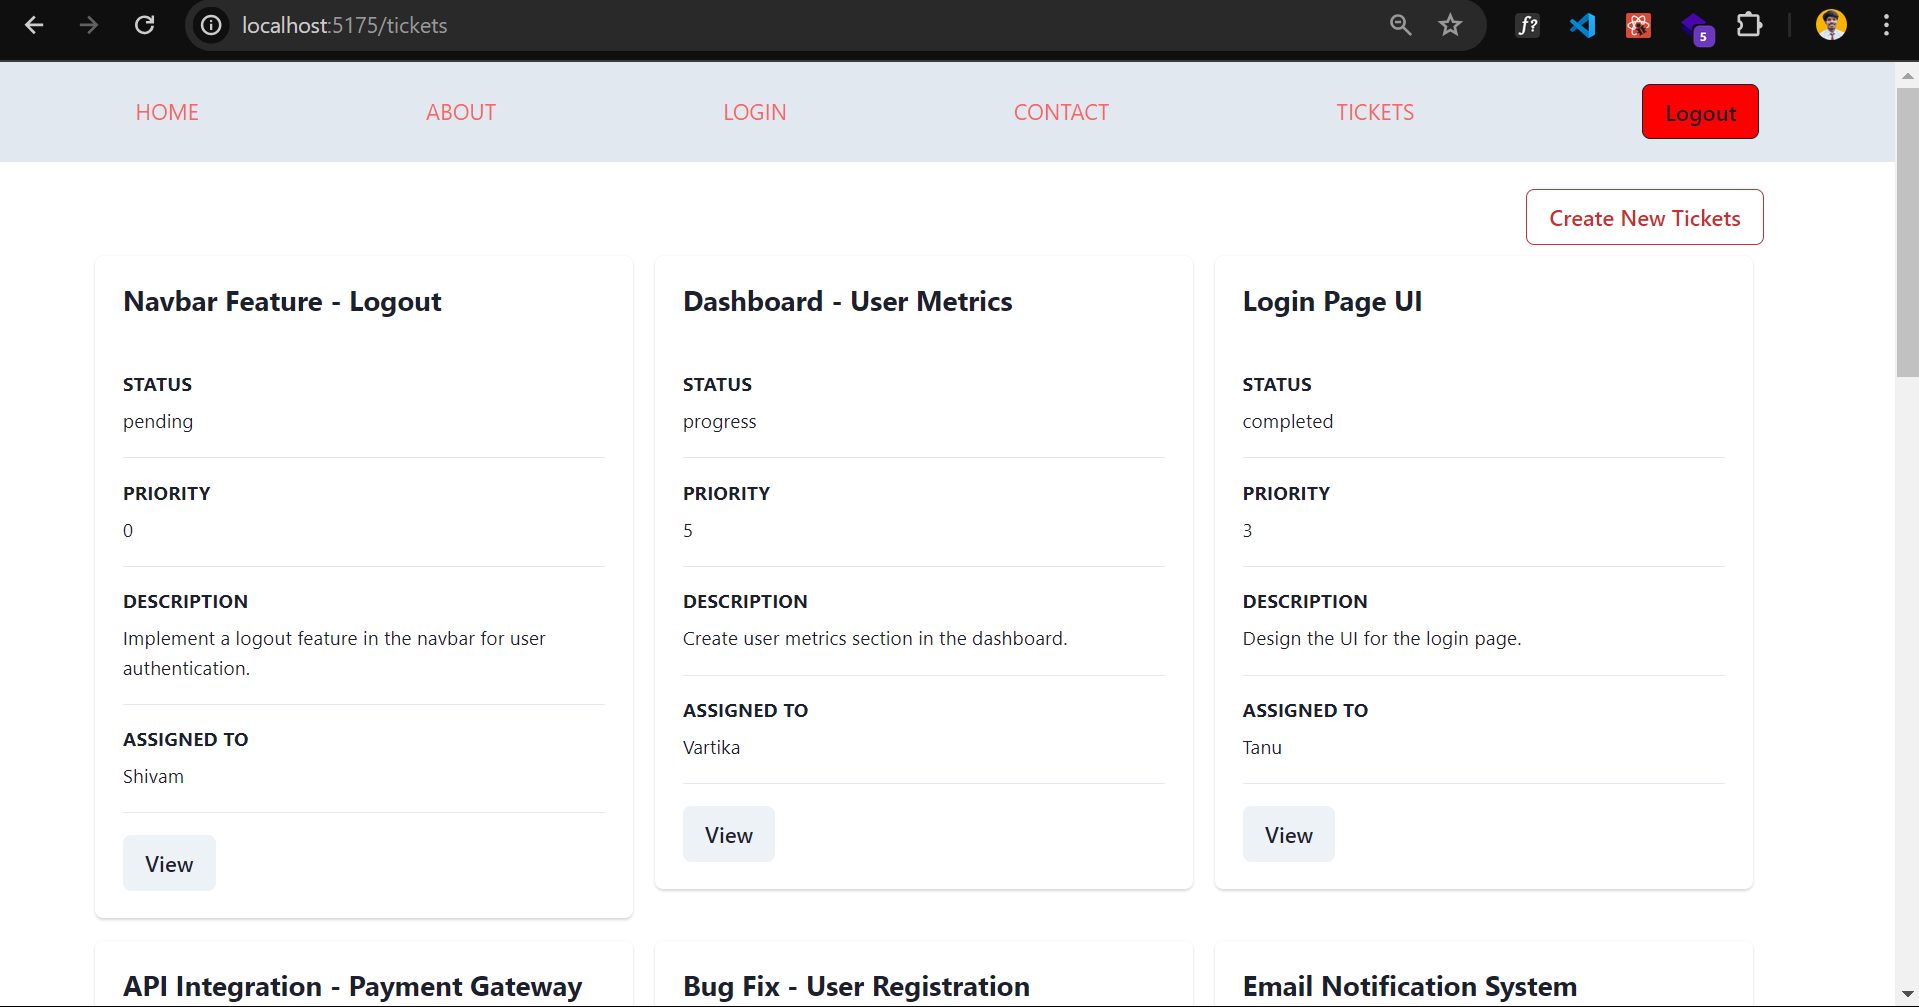 localhost:5175/tickets
f?
5
HOME ABOUT LOGIN CONTACT TICKETS Logout
Create New Tickets
Navbar Feature - Logout
STATUS
pending
PRIORITY
0
DESCRIPTION
Implement a logout feature in the navbar for user
authentication.
ASSIGNED TO
Shivam
View
Dashboard - User Metrics
STATUS
progress
PRIORITY
5
DESCRIPTION
Create user metrics section in the dashboard.
ASSIGNED TO
Vartika
View
Login Page UI
STATUS
completed
PRIORITY
3
DESCRIPTION
Design the UI for the login page.
ASSIGNED TO
Tanu
View
API Integration - Payment Gateway
Bug Fix - User Registration
Email Notification System